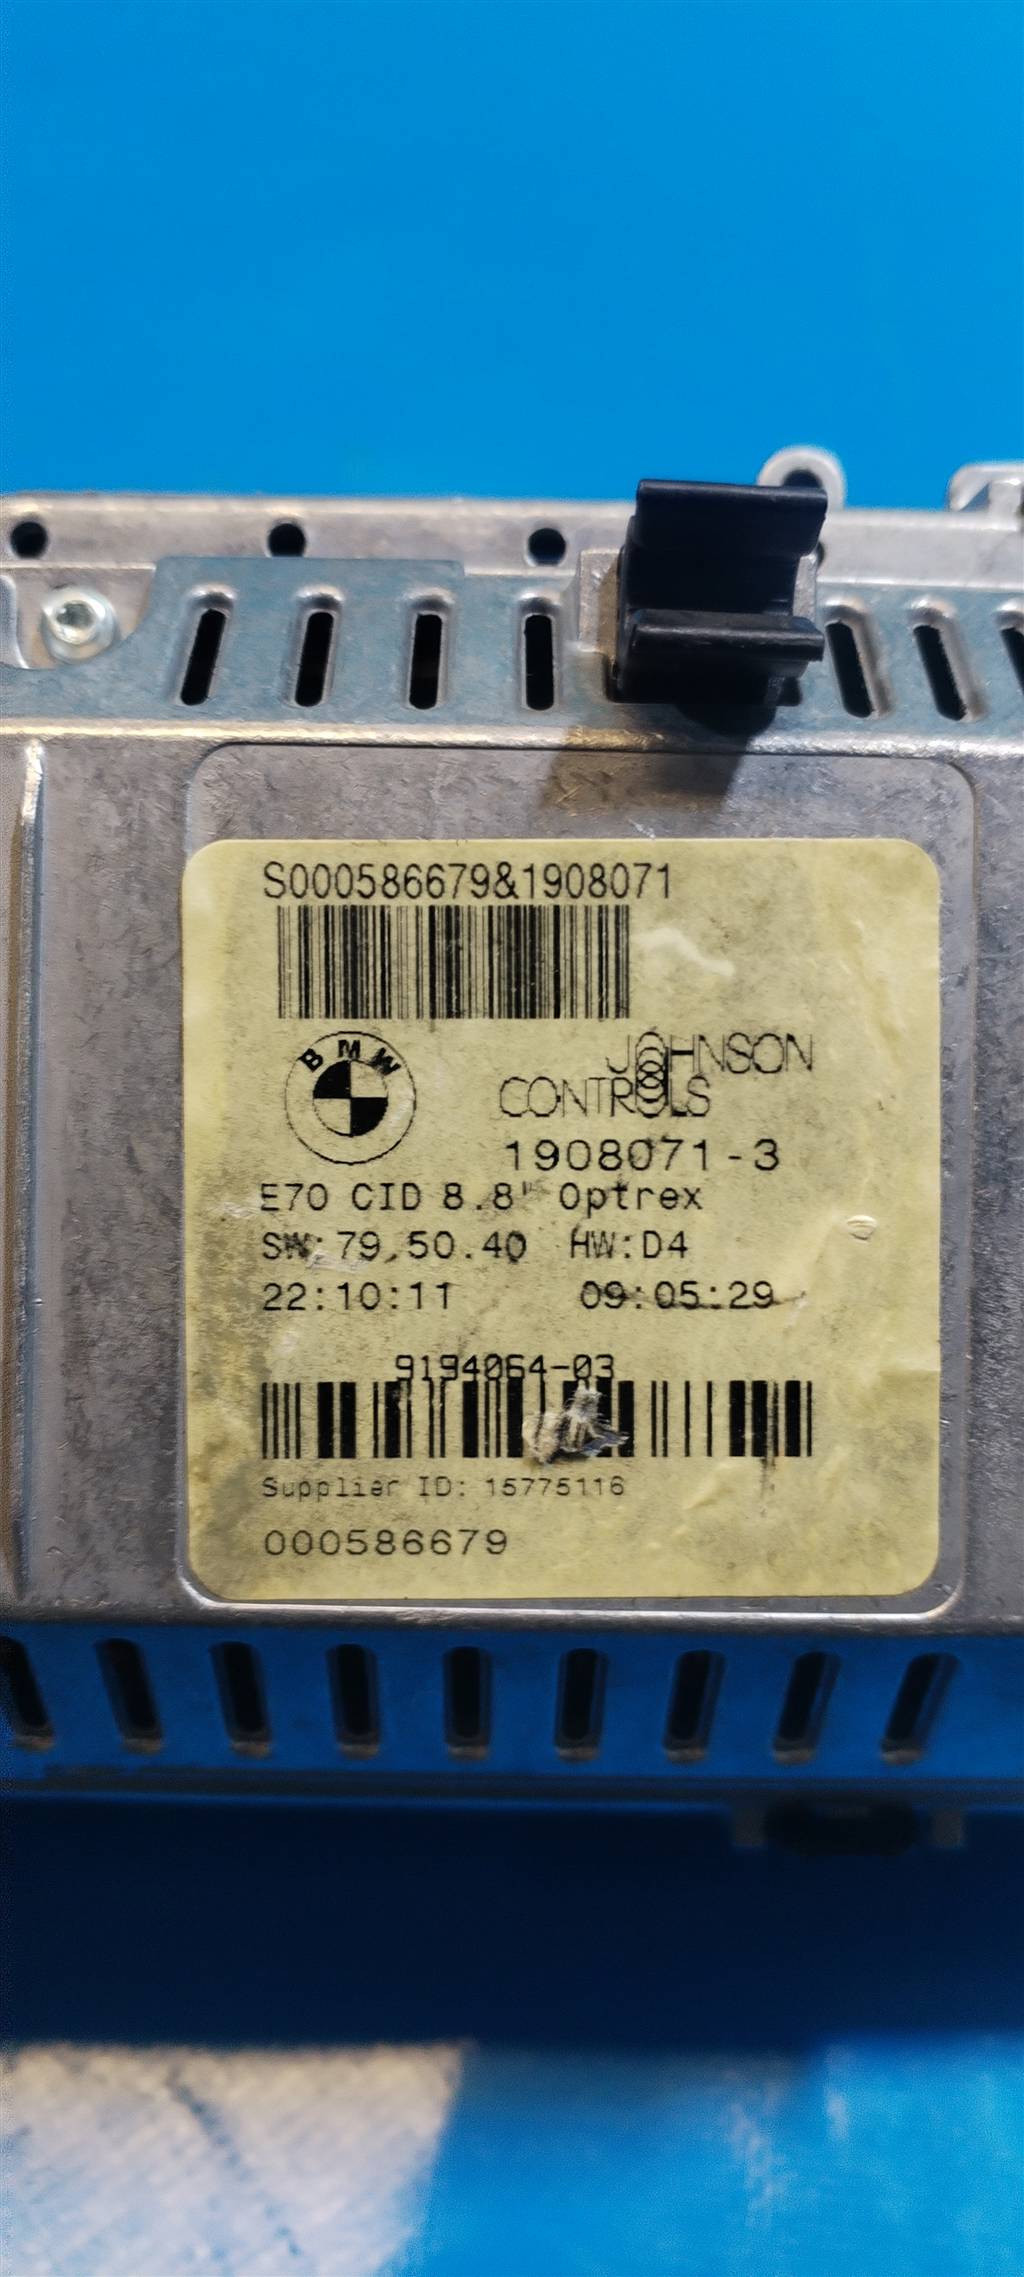 S000586679&1908071
BMW
JOHNSON
CONTROLS
1908071-3
E70 CID 8.8" Optrex
SW:79.50.40 HW:D4
22:10:11 09:05:29
9194064-03
Supplier ID: 15775116
000586679